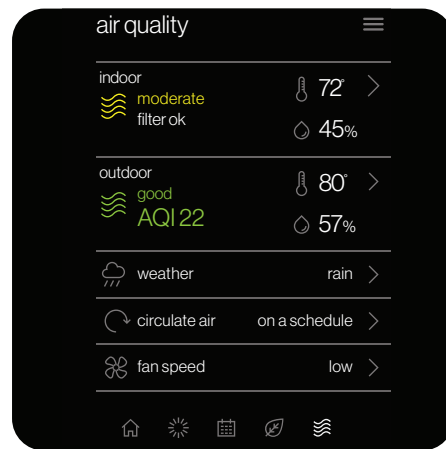 air quality
indoor
moderate
filter ok
72°
45%
outdoor
good
AQI 22
80°
57%
weather rain
circulate air on a schedule
fan speed low